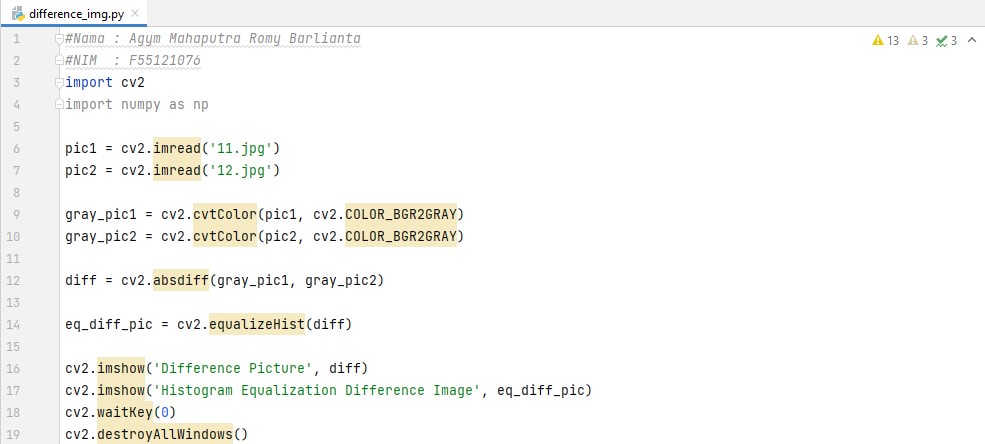 difference_img.py
13 3 3
1 #Nama : Agym Mahaputra Romy Barlianta
2 #NIM  : F55121076
3 import cv2
4 import numpy as np
5
6 pic1 = cv2.imread('11.jpg')
7 pic2 = cv2.imread('12.jpg')
8
9 gray_pic1 = cv2.cvtColor(pic1, cv2.COLOR_BGR2GRAY)
10 gray_pic2 = cv2.cvtColor(pic2, cv2.COLOR_BGR2GRAY)
11
12 diff = cv2.absdiff(gray_pic1, gray_pic2)
13
14 eq_diff_pic = cv2.equalizeHist(diff)
15
16 cv2.imshow('Difference Picture', diff)
17 cv2.imshow('Histogram Equalization Difference Image', eq_diff_pic)
18 cv2.waitKey(0)
19 cv2.destroyAllWindows()